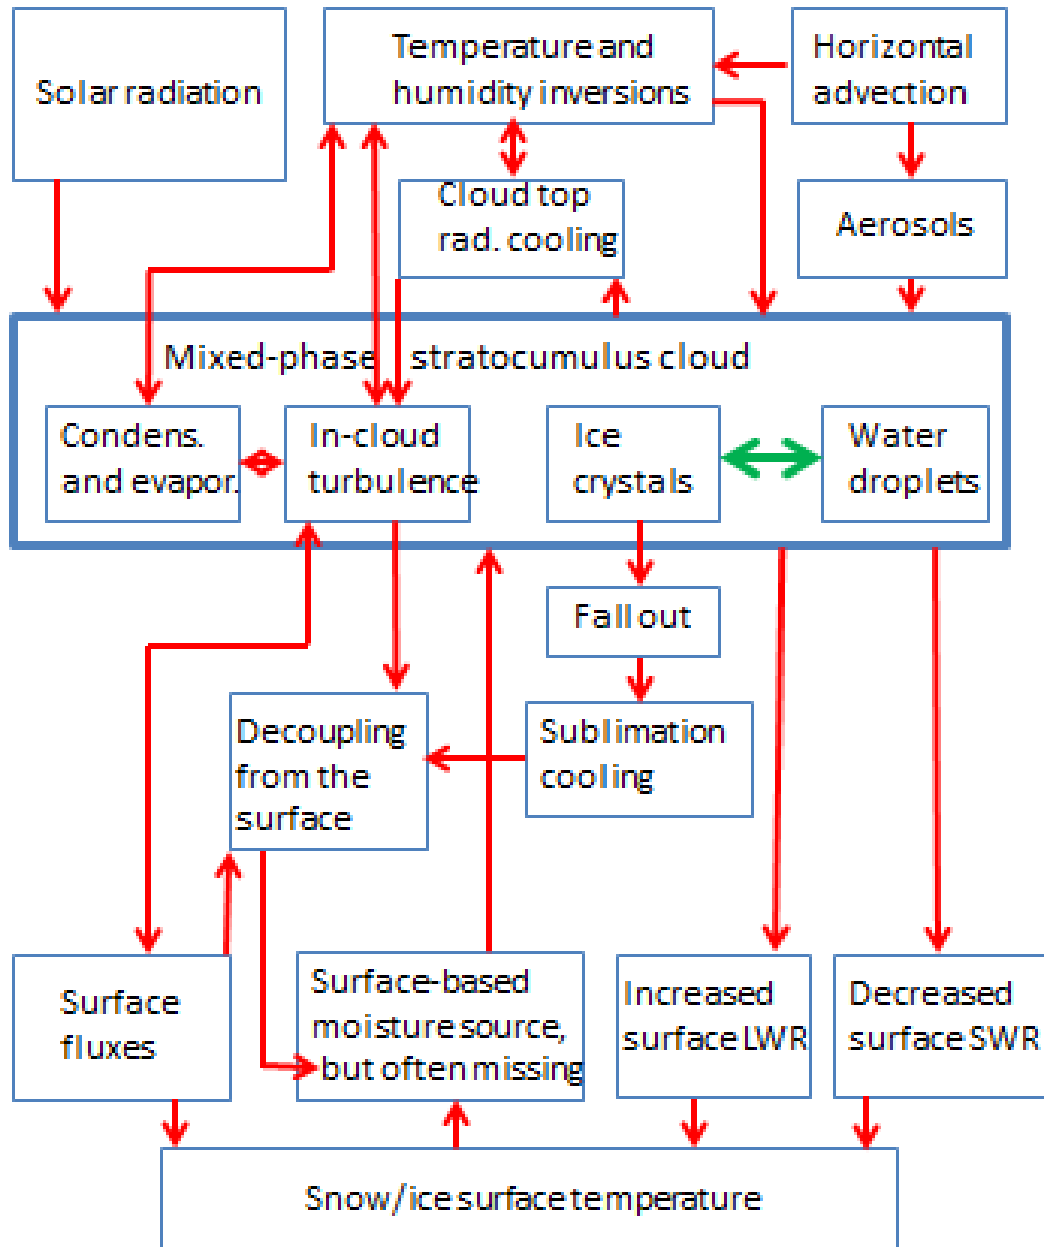 Solar radiation
Temperature and
humidity inversions
Horizontal
advection
Cloud top
rad. cooling
Aerosols
Mixed-phase stratocumulus cloud
Condens.
and evapor.
In-cloud
turbulence
Ice
crystals
Water
droplets
Fall out
Decoupling
from the
surface
Sublimation
cooling
Surface
fluxes
Surface-based
moisture source,
but often missing
Increased
surface LWR
Decreased
surface SWR
Snow/ice surface temperature